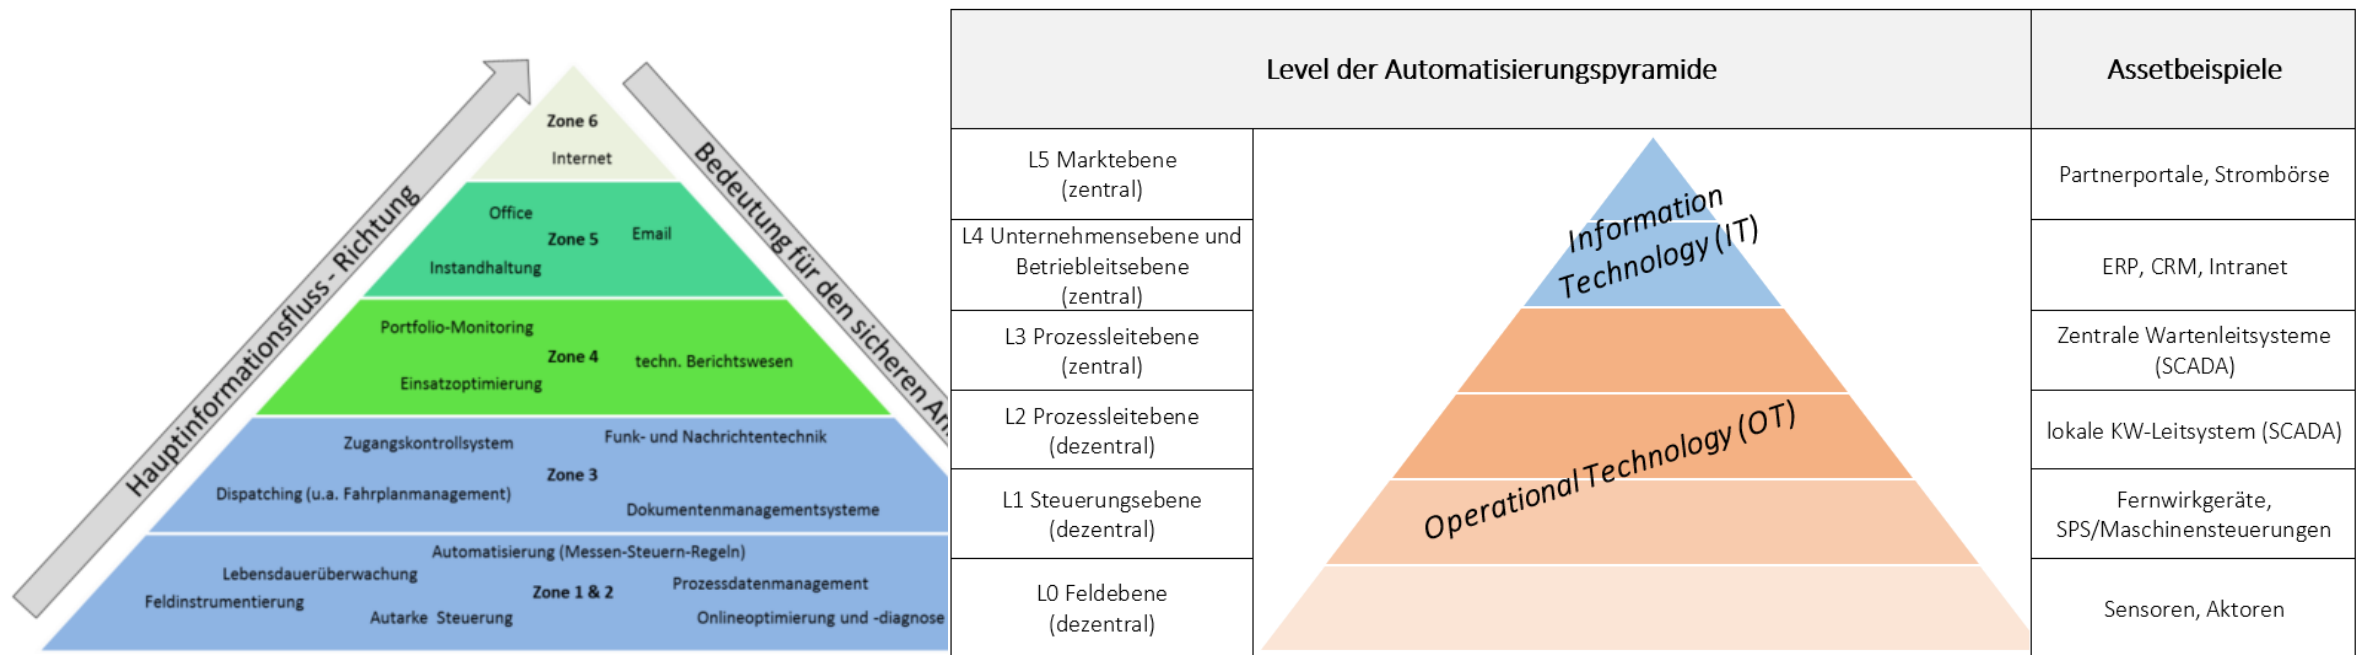 Hauptinformationsfluss - Richtung
Bedeutung für den sicheren
Zone 6
Internet
Office
Zone 5
Email
Instandhaltung
Portfolio-Monitoring
Zone 4
techn. Berichtswesen
Einsatzoptimierung
Zugangskontrollsystem
Funk- und Nachrichtentechnik
Zone 3
Dispatching (u.a. Fahrplanmanagement)
Dokumentenmanagementsysteme
Automatisierung (Messen-Steuern-Regeln)
Lebensdauerüberwachung
Zone 1 & 2
Prozessdatenmanagement
Feldinstrumentierung
Autarke Steuerung
Onlineoptimierung und -diagnose
Level der Automatisierungspyramide
Assetbeispiele
L5 Marktebene
(zentral)
Partnerportale, Strombörse
L4 Unternehmensebene und
Betriebleitsebene
(zentral)
ERP, CRM, Intranet
L3 Prozessleitebene
(zentral)
Zentrale Wartenleitsysteme
(SCADA)
L2 Prozessleitebene
(dezentral)
lokale KW-Leitsystem (SCADA)
L1 Steuerungsebene
(dezentral)
Fernwirkgeräte,
SPS/Maschinensteuerungen
L0 Feldebene
(dezentral)
Sensoren, Aktoren
Information
Technology (IT)
Operational Technology (OT)